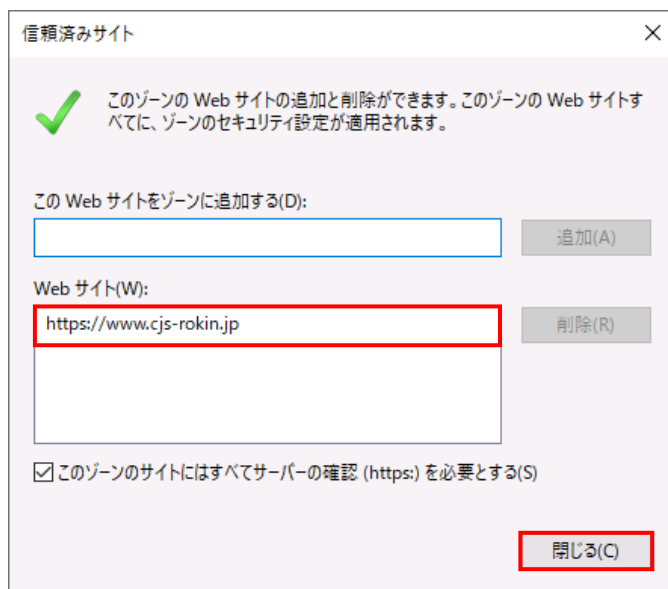 信頼済みサイト
このゾーンの Web サイトの追加と削除ができます。このゾーンの Web サイトす
べてに、ゾーンのセキュリティ設定が適用されます。
この Web サイトをゾーンに追加する(D):
追加(A)
Web サイト(W):
https://www.cjs-rokin.jp
削除(R)
このゾーンのサイトにはすべてサーバーの確認 (https:) を必要とする(S)
閉じる(C)